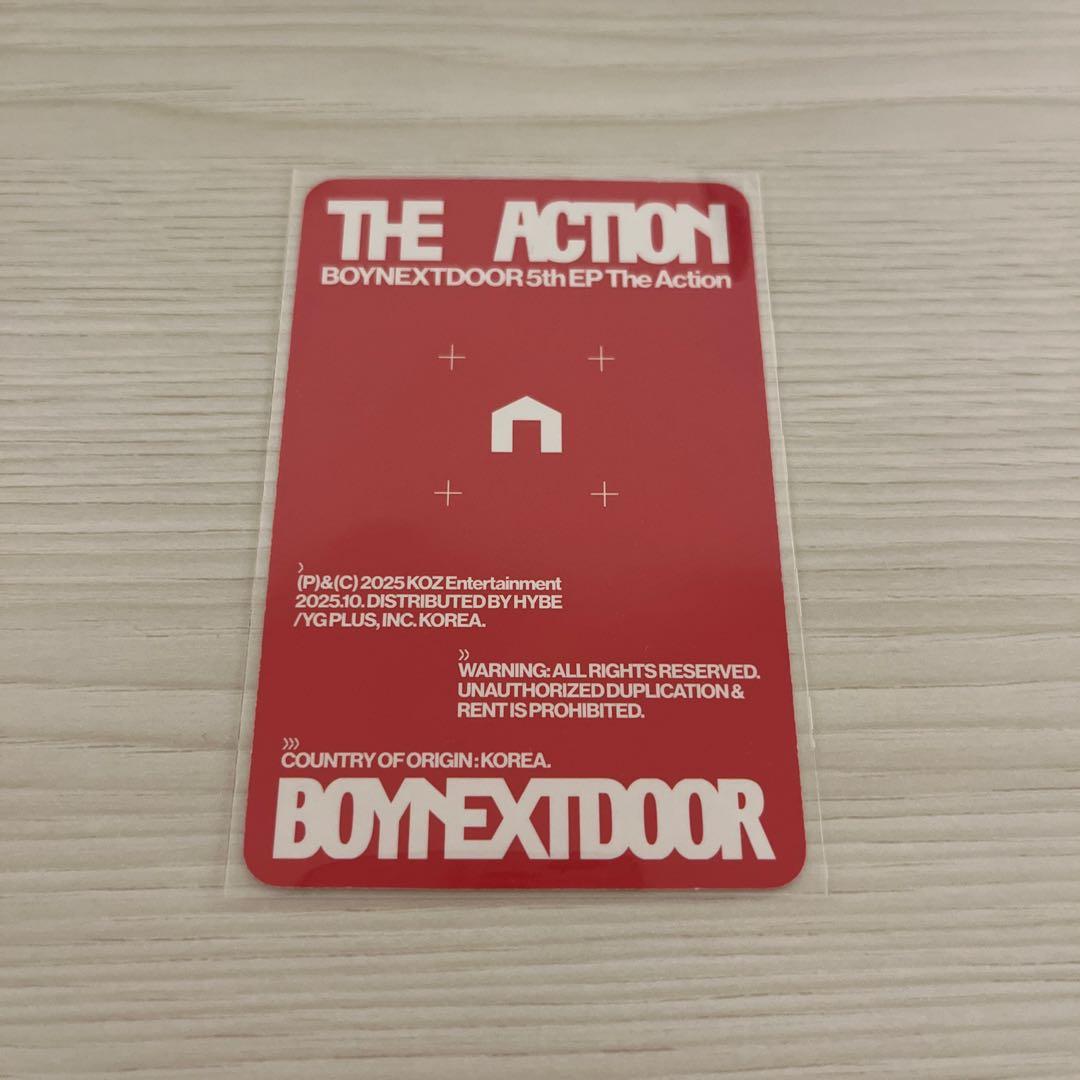 THE ACTION
BOYNEXTDOOR 5th EP The Action
(P)&(C) 2025 KOZ Entertainment
2025.10. DISTRIBUTED BY HYBE
/YG PLUS, INC. KOREA.
WARNING: ALL RIGHTS RESERVED.
UNAUTHORIZED DUPLICATION &
RENT IS PROHIBITED.
COUNTRY OF ORIGIN : KOREA.
BOYNEXTDOOR